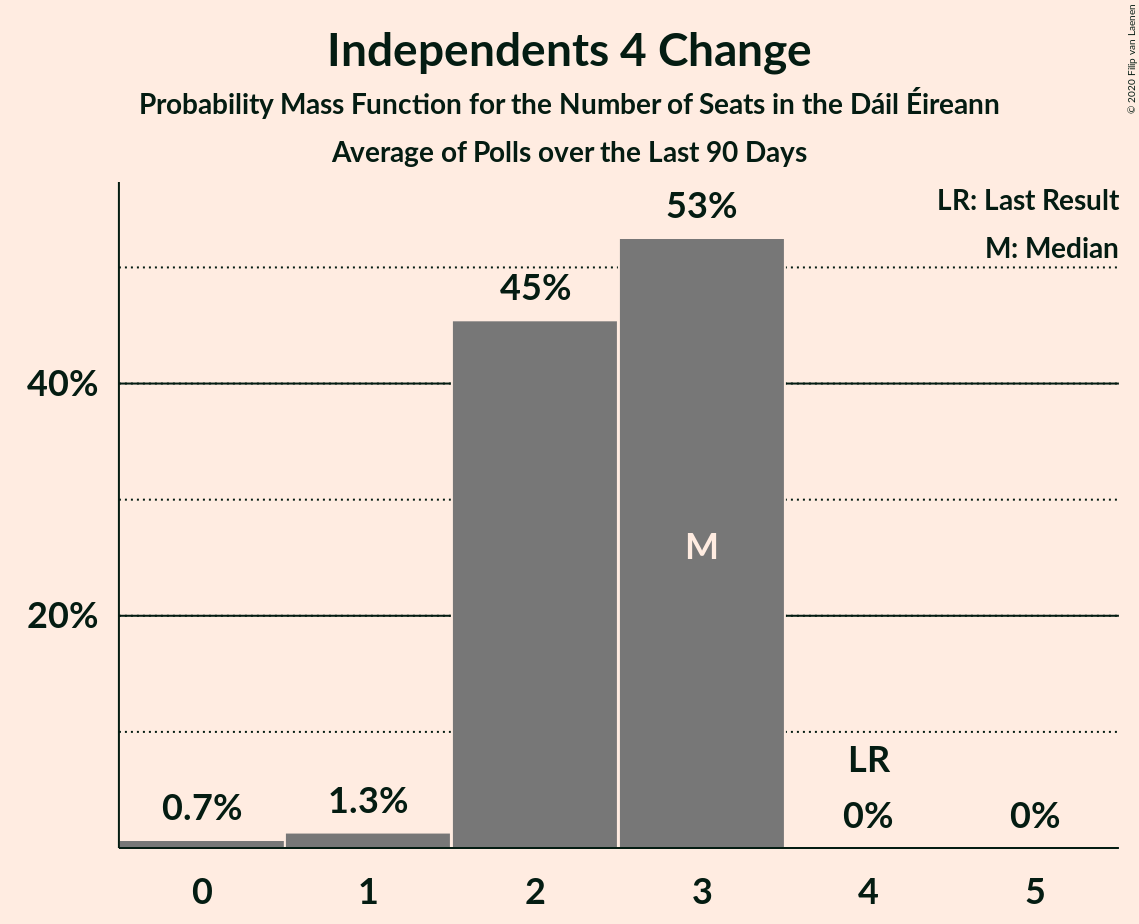 Independents 4 Change
Probability Mass Function for the Number of Seats in the Dáil Éireann
Average of Polls over the Last 90 Days
© 2020 Filip van Laenen
LR: Last Result
M: Median
53%
45%
40%
M
20%
LR
0.7%
1.3%
0%
0%
0 1 2 3 4 5